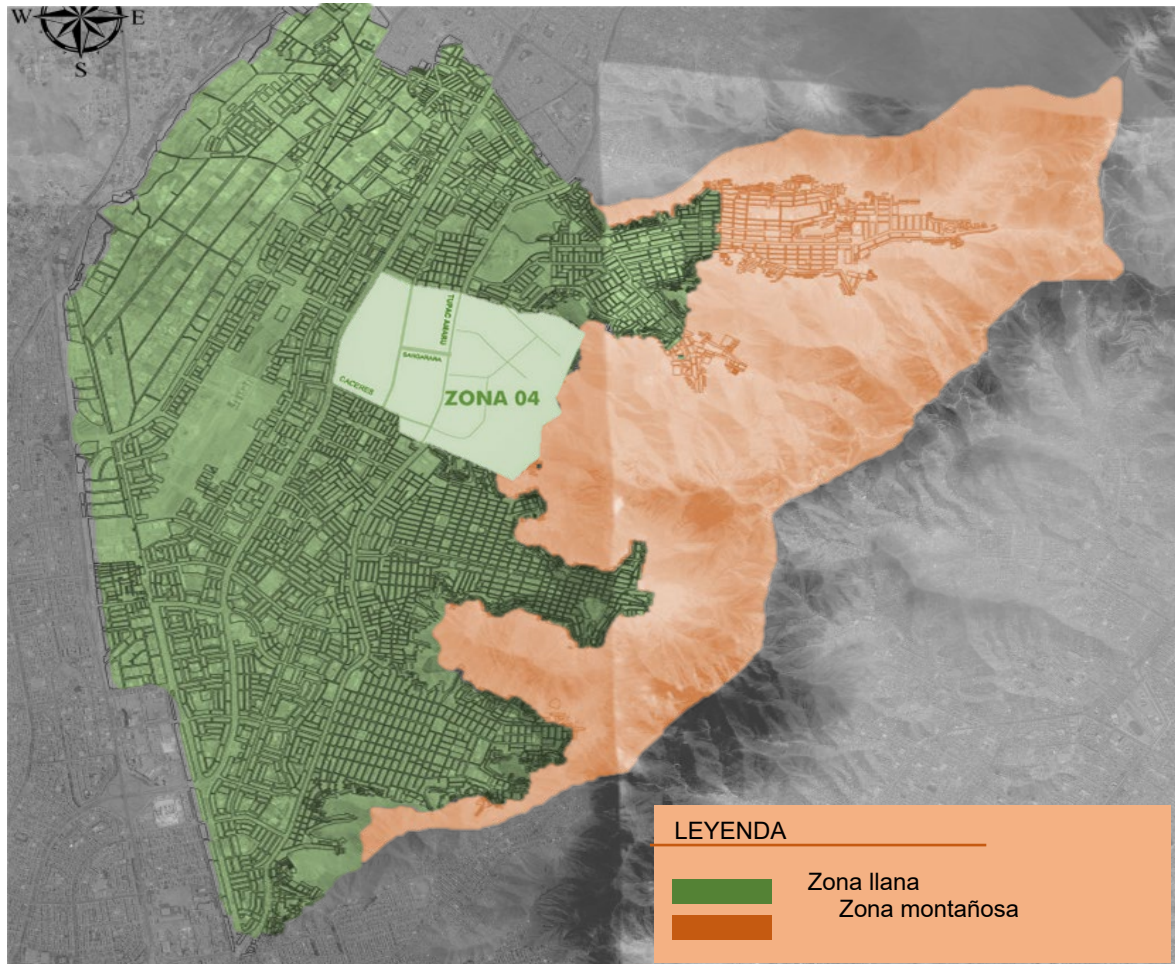 W E
S
TUPAC AMARU
SANGARARA
CACERES
ZONA 04
LEYENDA
Zona llana
Zona montañosa